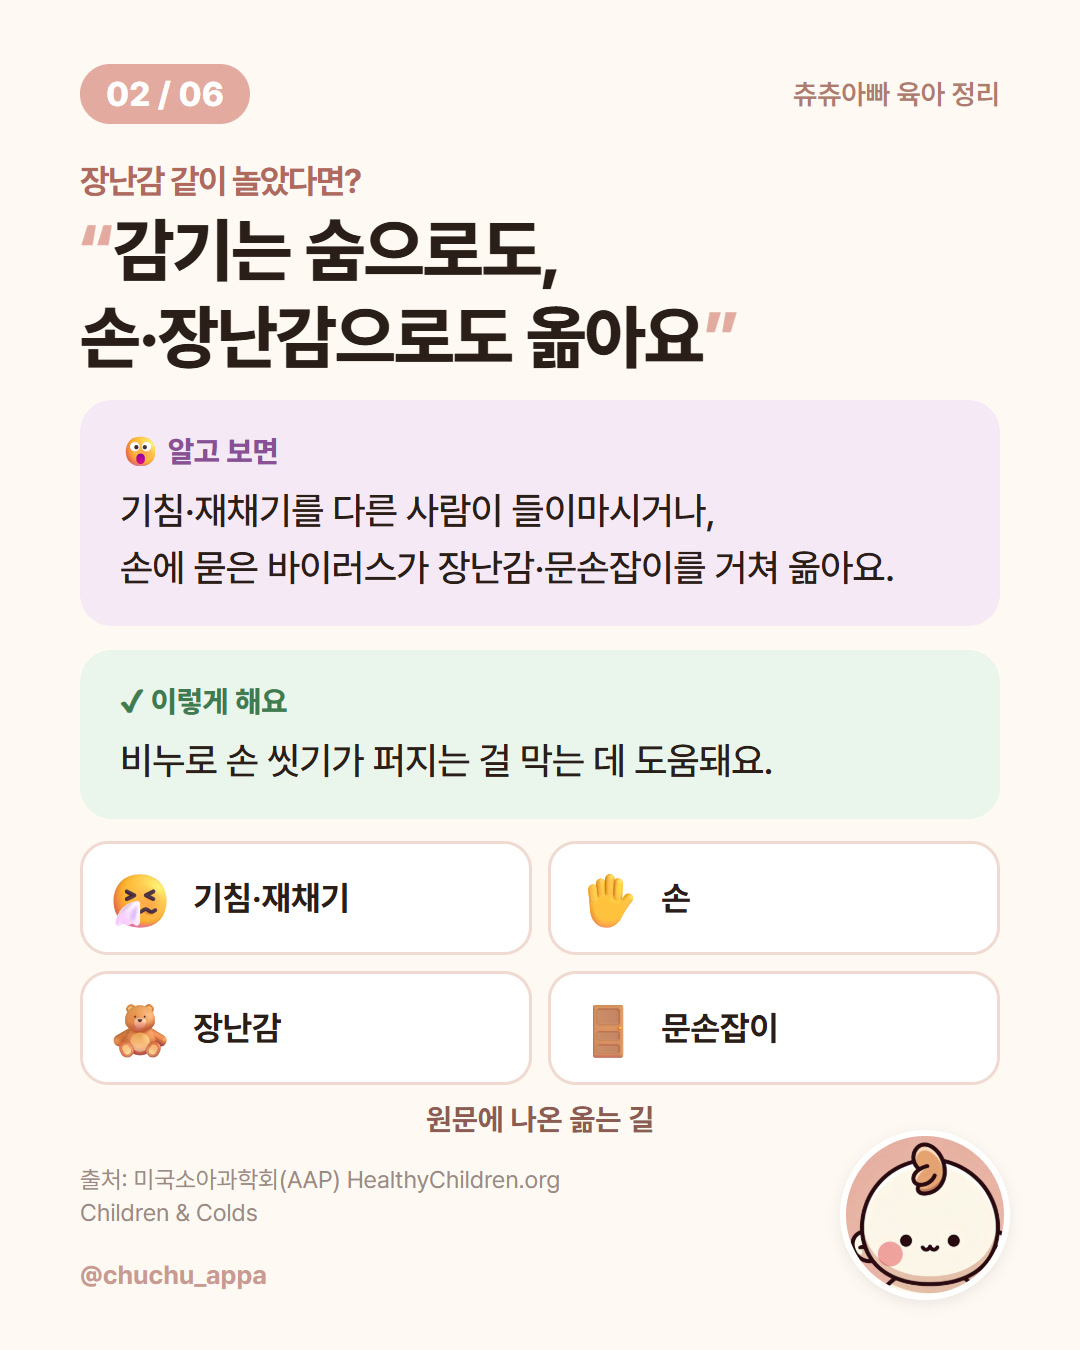 02 / 06
츄츄아빠 육아 정리
장난감 같이 놀았다면?
“감기는 숨으로도,
손·장난감으로도 옮아요”
😲 알고 보면
기침·재채기를 다른 사람이 들이마시거나,
손에 묻은 바이러스가 장난감·문손잡이를 거쳐 옮아요.
✓ 이렇게 해요
비누로 손 씻기가 퍼지는 걸 막는 데 도움돼요.
기침·재채기
손
장난감
문손잡이
원문에 나온 옮는 길
출처: 미국소아과학회(AAP) HealthyChildren.org
Children & Colds
@chuchu_appa